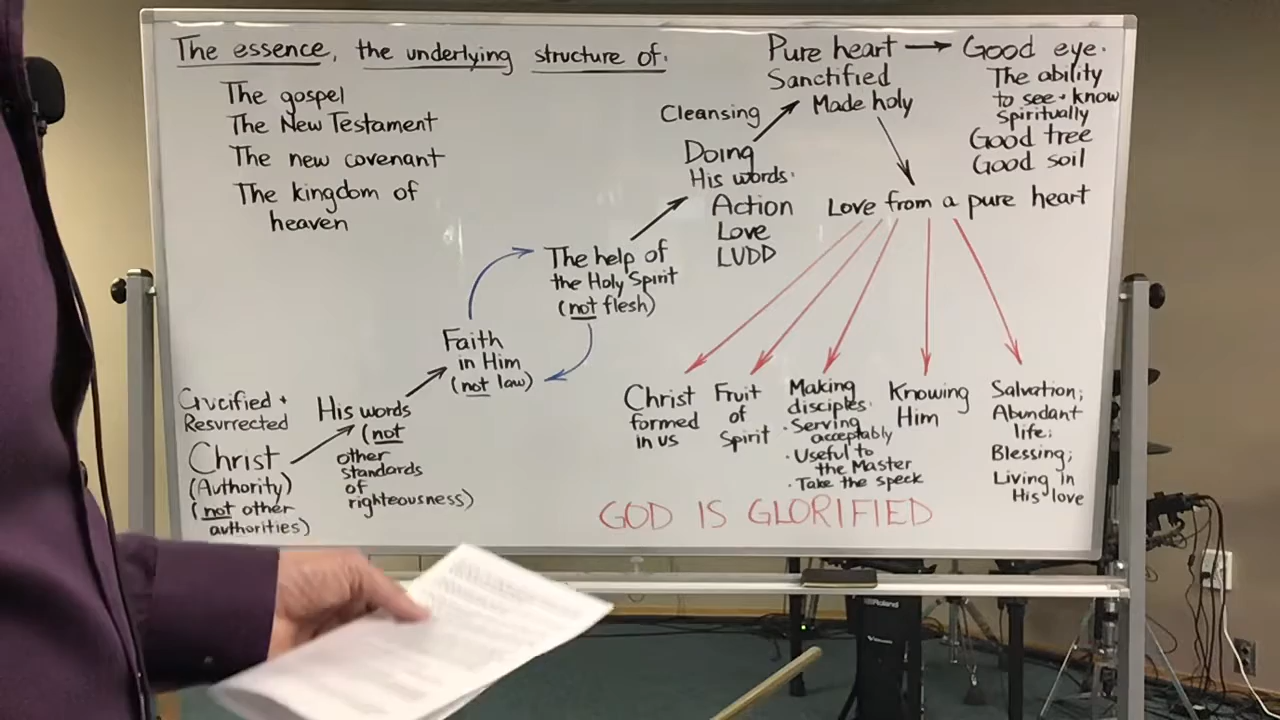 The essence, the underlying structure of:
The gospel
The New Testament
The new covenant
The kingdom of
heaven
Crucified +
Resurrected
Christ
(Authority)
(not other
authorities)
His words
(not
other
standards
of
righteousness)
Faith
in Him
(not law)
The help of
the Holy Spirit
(not flesh)
Cleansing
Doing
His words.
Action
Love
LUDD
Pure heart → Good eye.
Sanctified
Made holy
The ability
to see + know
spiritually
Good tree
Good soil
Love from a pure heart
Christ
formed
in us
Fruit
of
Spirit
Making
disciples.
· Serving
acceptably
· Useful to
the Master
· Take the speck
Knowing
Him
Salvation;
Abundant
life;
Blessing;
Living in
His love
GOD IS GLORIFIED
Roland